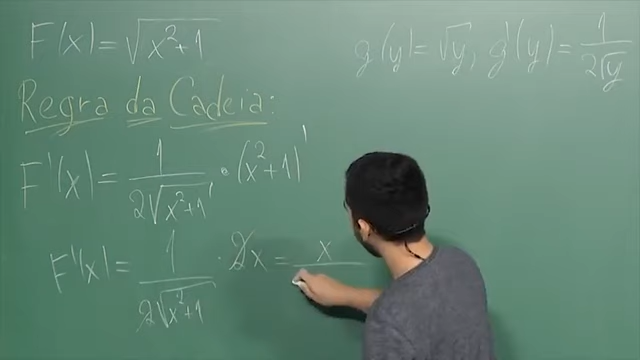 F(x) = √(x²+1)
g(y) = √y, g'(y) = 1/(2√y)
Regra da Cadeia:
F'(x) = 1/(2√(x²+1)) · (x²+1)'
F'(x) = 1/(2√(x²+1)) · 2x = x